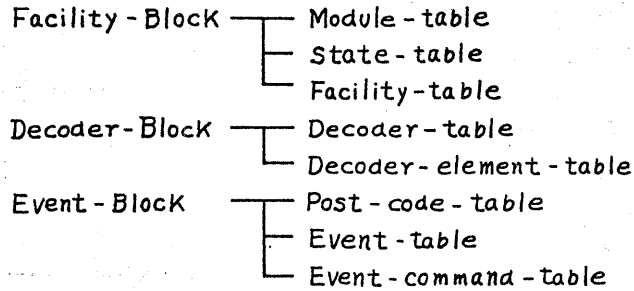 Facility - Block Module - table
State - table
Facility - table
Decoder - Block Decoder - table
Decoder - element - table
Event - Block Post - code - table
Event - table
Event - command - table